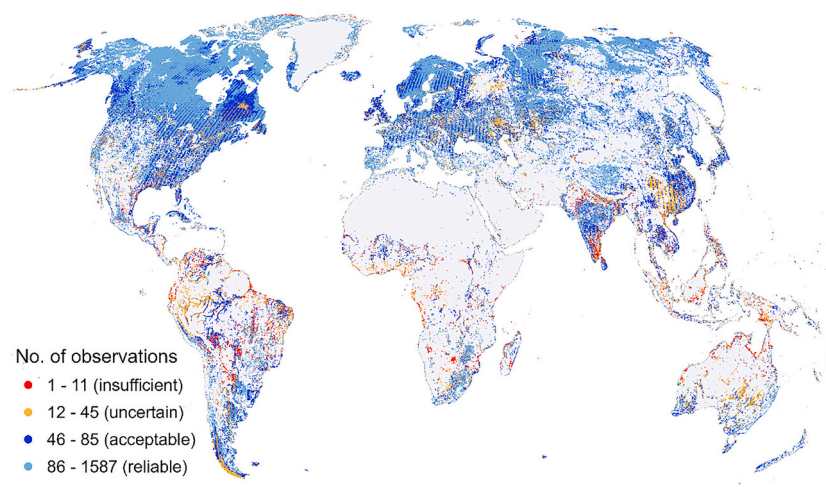 No. of observations
1 - 11 (insufficient)
12 - 45 (uncertain)
46 - 85 (acceptable)
86 - 1587 (reliable)